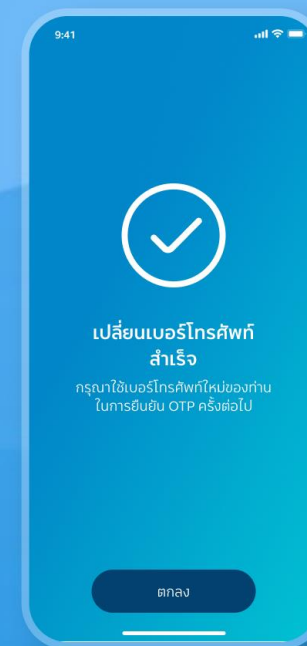 9:41
เปลี่ยนเบอร์โทรศัพท์
สำเร็จ
กรุณาใช้เบอร์โทรศัพท์ใหม่ของท่าน
ในการยืนยัน OTP ครั้งต่อไป
ตกลง